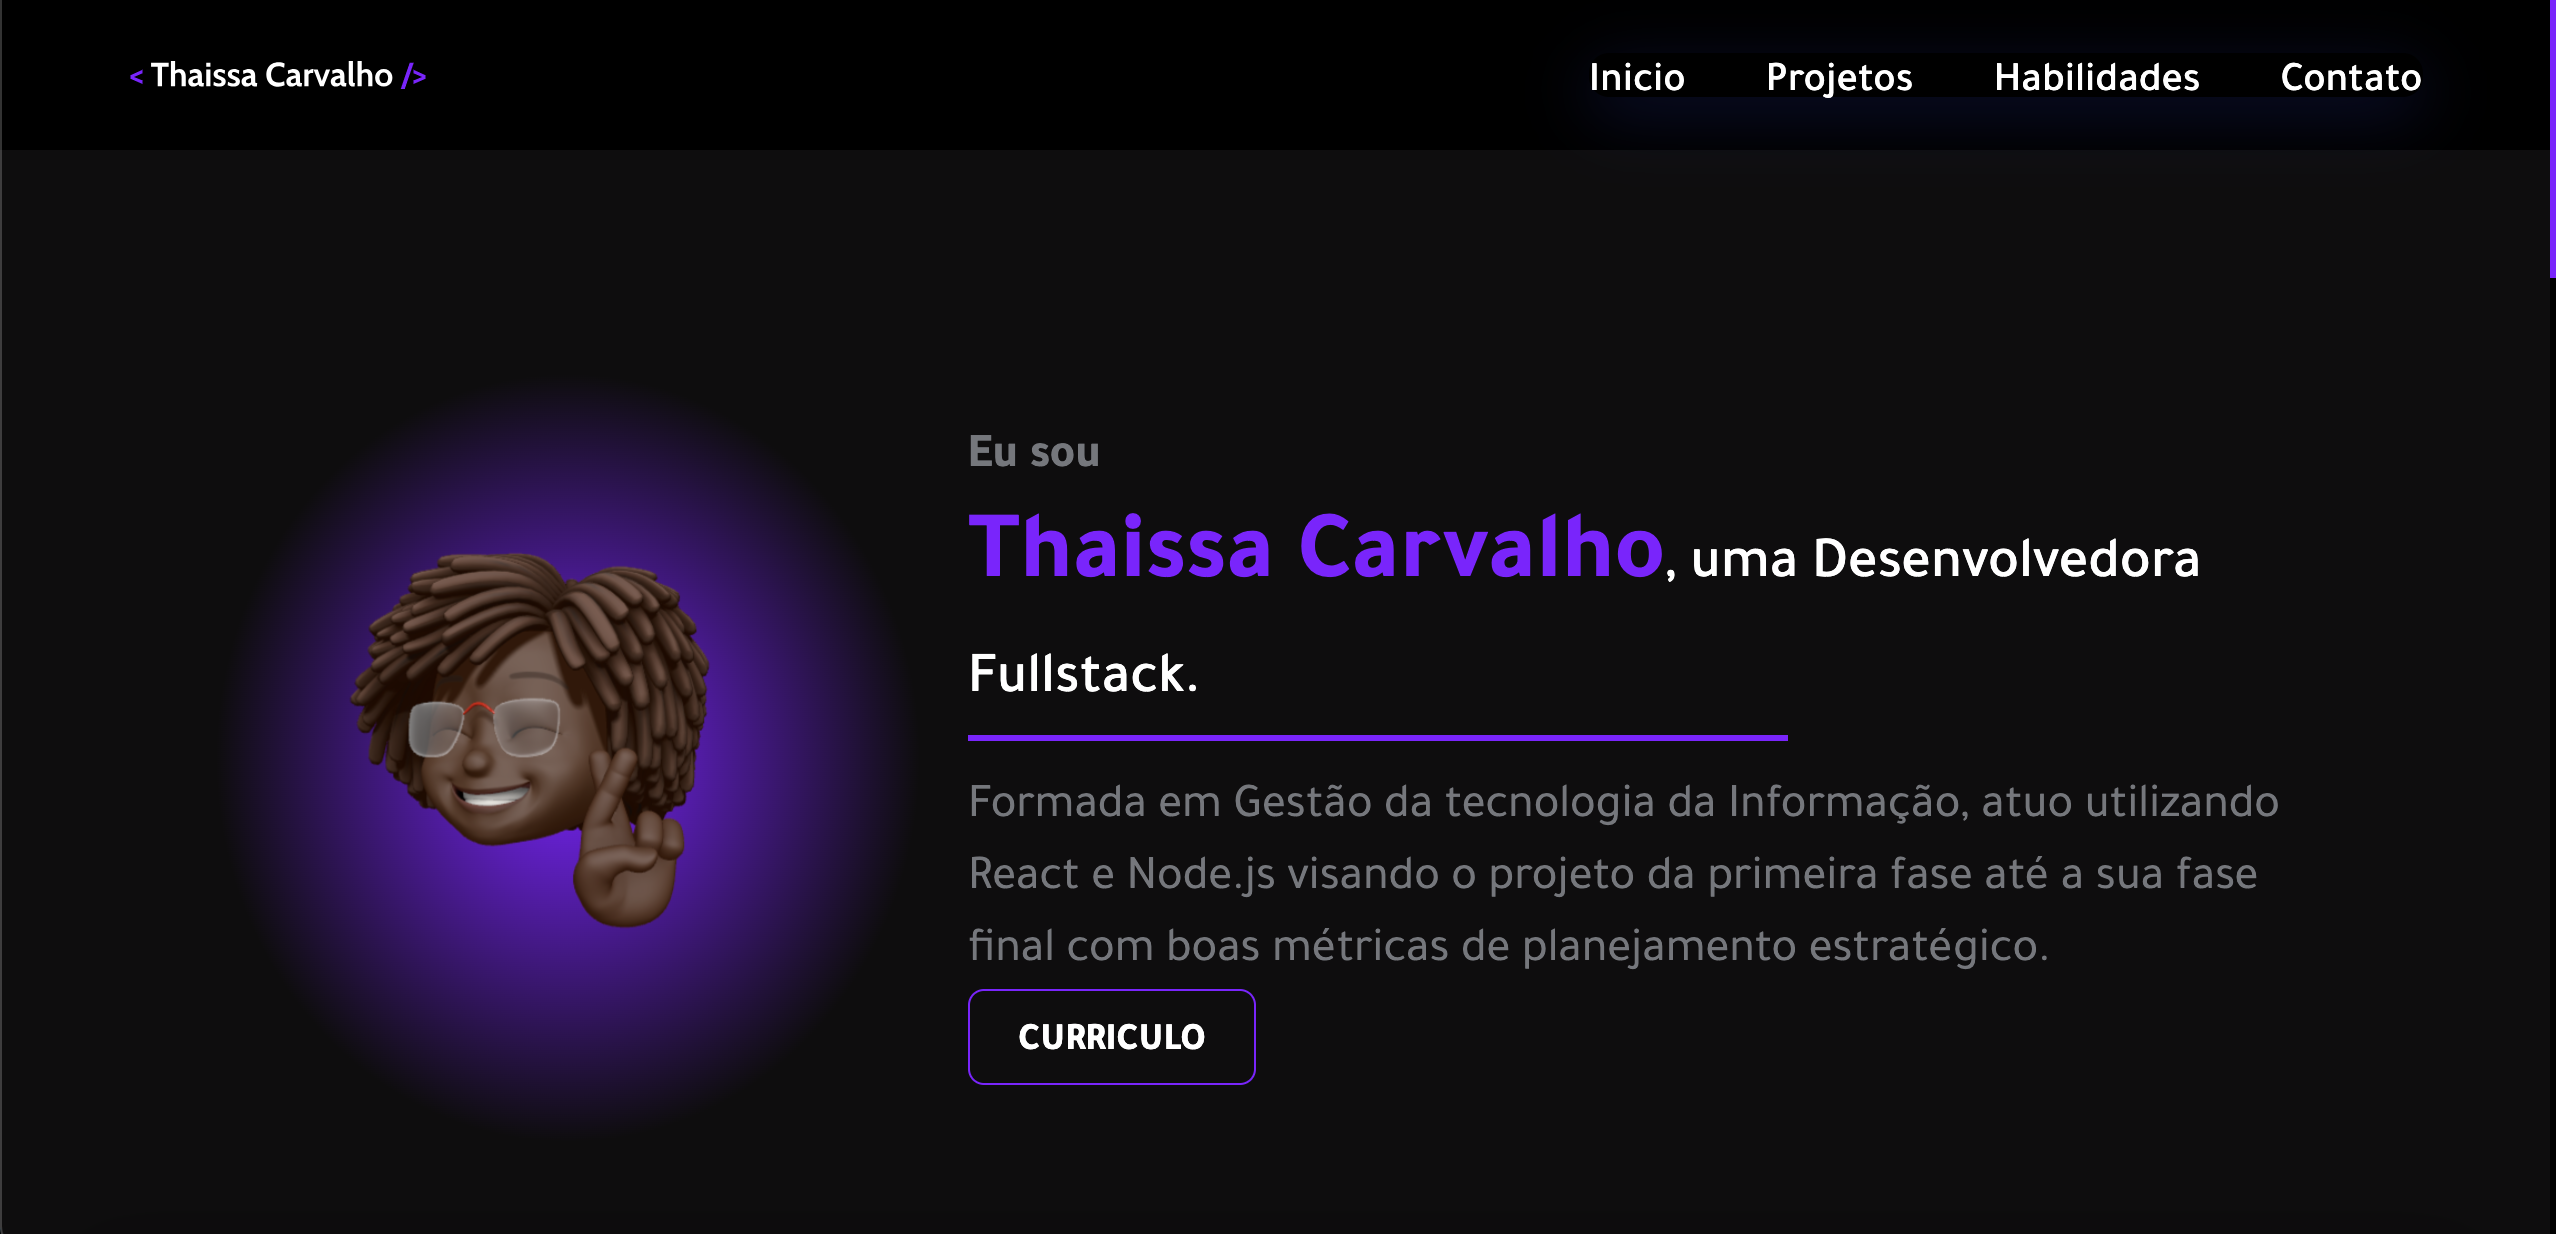 < Thaissa Carvalho />
Inicio Projetos Habilidades Contato
Eu sou
Thaissa Carvalho, uma Desenvolvedora
Fullstack.
Formada em Gestão da tecnologia da Informação, atuo utilizando
React e Node.js visando o projeto da primeira fase até a sua fase
final com boas métricas de planejamento estratégico.
CURRICULO